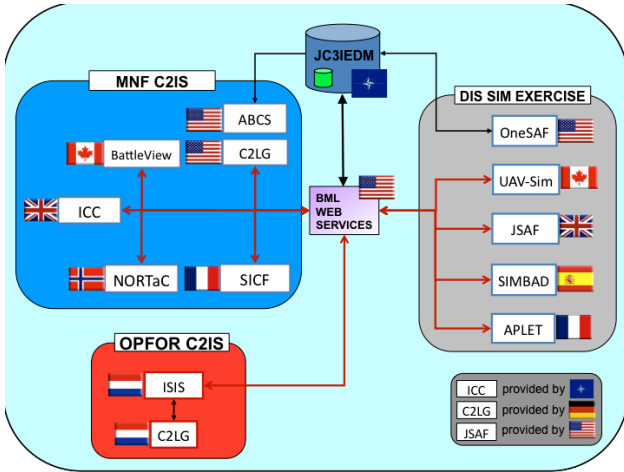 JC3IEDM
MNF C2IS
DIS SIM EXERCISE
ABCS
OneSAF
BattleView
C2LG
UAV-Sim
BML
WEB
SERVICES
ICC
JSAF
NORTaC
SICF
SIMBAD
APLET
OPFOR C2IS
ISIS
C2LG
ICC provided by
C2LG provided by
JSAF provided by